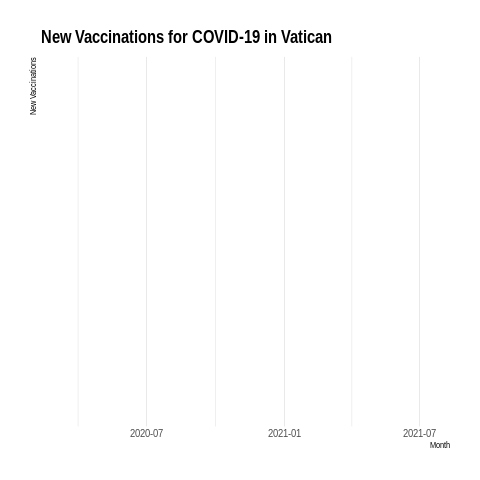 New Vaccinations for COVID-19 in Vatican
New Vaccinations
2020-07
2021-01
2021-07
Month